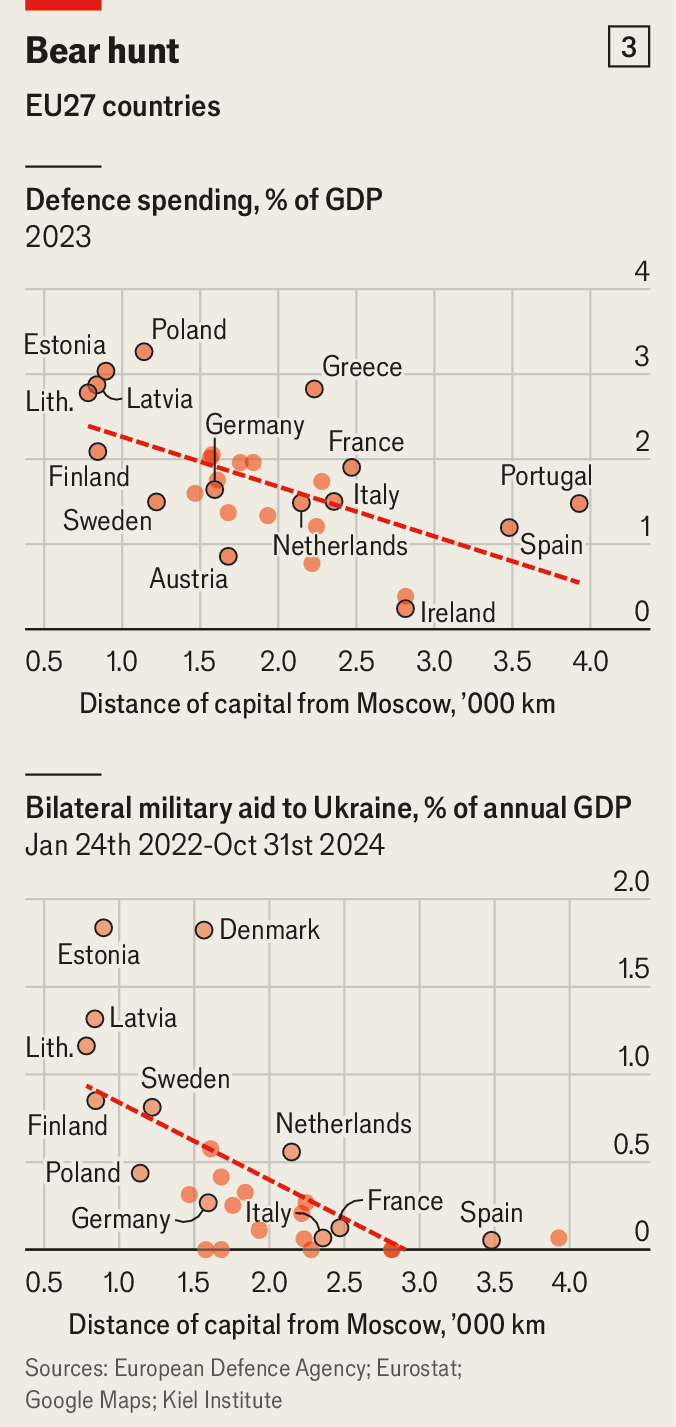 Bear hunt
3
EU27 countries
Defence spending, % of GDP
2023
4
Poland
Estonia
3
Greece
Latvia
Lith.
Germany
France
2
Finland
Portugal
Italy
Sweden
Netherlands
Spain
1
Austria
Ireland
0
0.5 1.0 1.5 2.0 2.5 3.0 3.5 4.0
Distance of capital from Moscow, ’000 km
Bilateral military aid to Ukraine, % of annual GDP
Jan 24th 2022-Oct 31st 2024
2.0
Denmark
Estonia
1.5
Latvia
Lith.
1.0
Sweden
Finland
Netherlands
0.5
Poland
France
Italy
Spain
Germany
0
0.5 1.0 1.5 2.0 2.5 3.0 3.5 4.0
Distance of capital from Moscow, ’000 km
Sources: European Defence Agency; Eurostat;
Google Maps; Kiel Institute